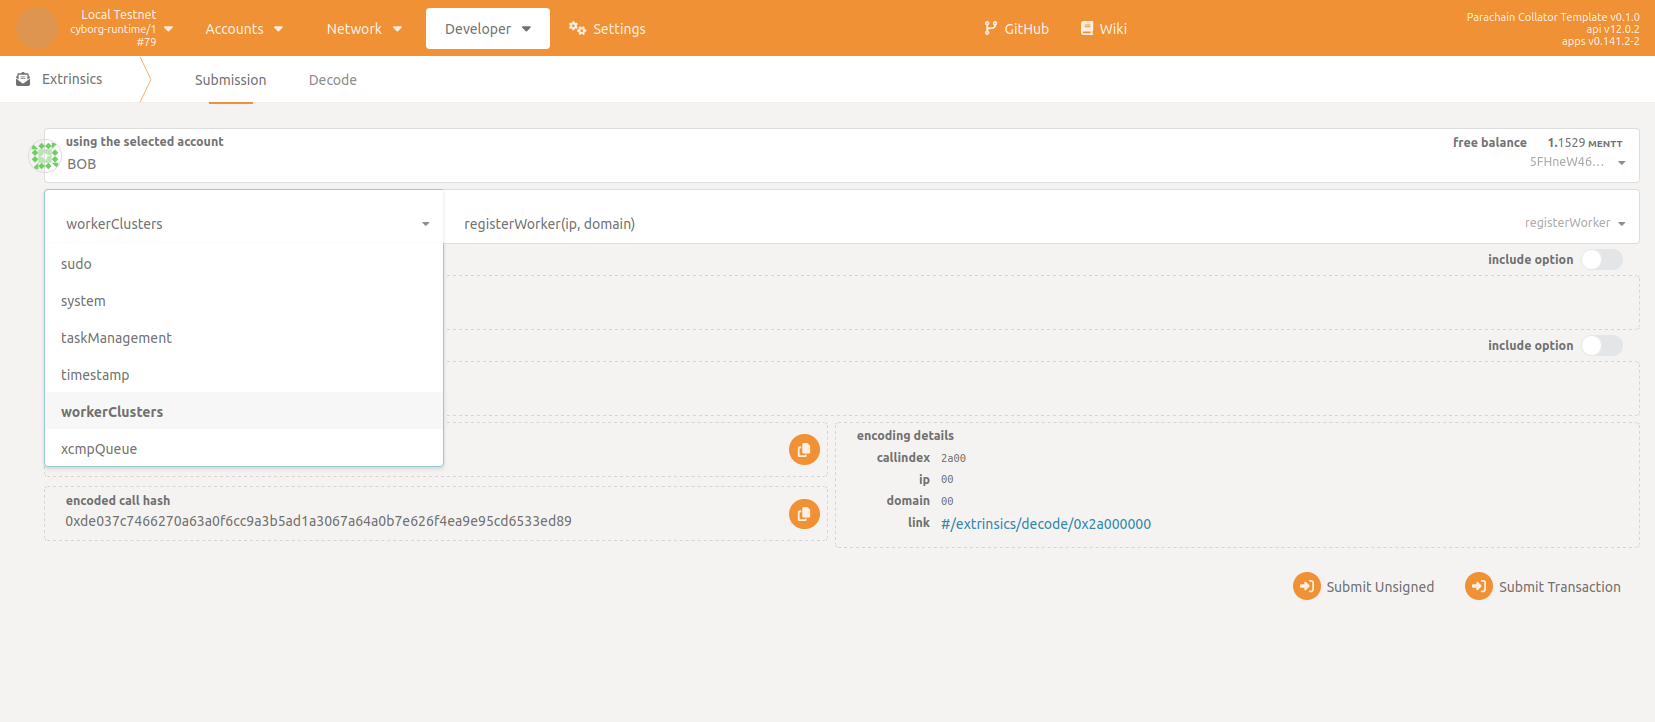 Local Testnet
cyborg-runtime/1
#79
Accounts
Network
Developer
Settings
GitHub
Wiki
Parachain Collator Template v0.1.0
api v12.0.2
apps v0.141.2-2
Extrinsics
Submission
Decode
using the selected account
BOB
free balance 1.1529 MENTT
5FHneW46...
workerClusters
registerWorker(ip, domain)
registerWorker
sudo
system
taskManagement
timestamp
workerClusters
xcmpQueue
include option
include option
encoded call hash
0xde037c7466270a63a0f6cc9a3b5ad1a3067a64a0b7e626f4ea9e95cd6533ed89
encoding details
callindex 2a00
ip 00
domain 00
link #/extrinsics/decode/0x2a000000
Submit Unsigned
Submit Transaction